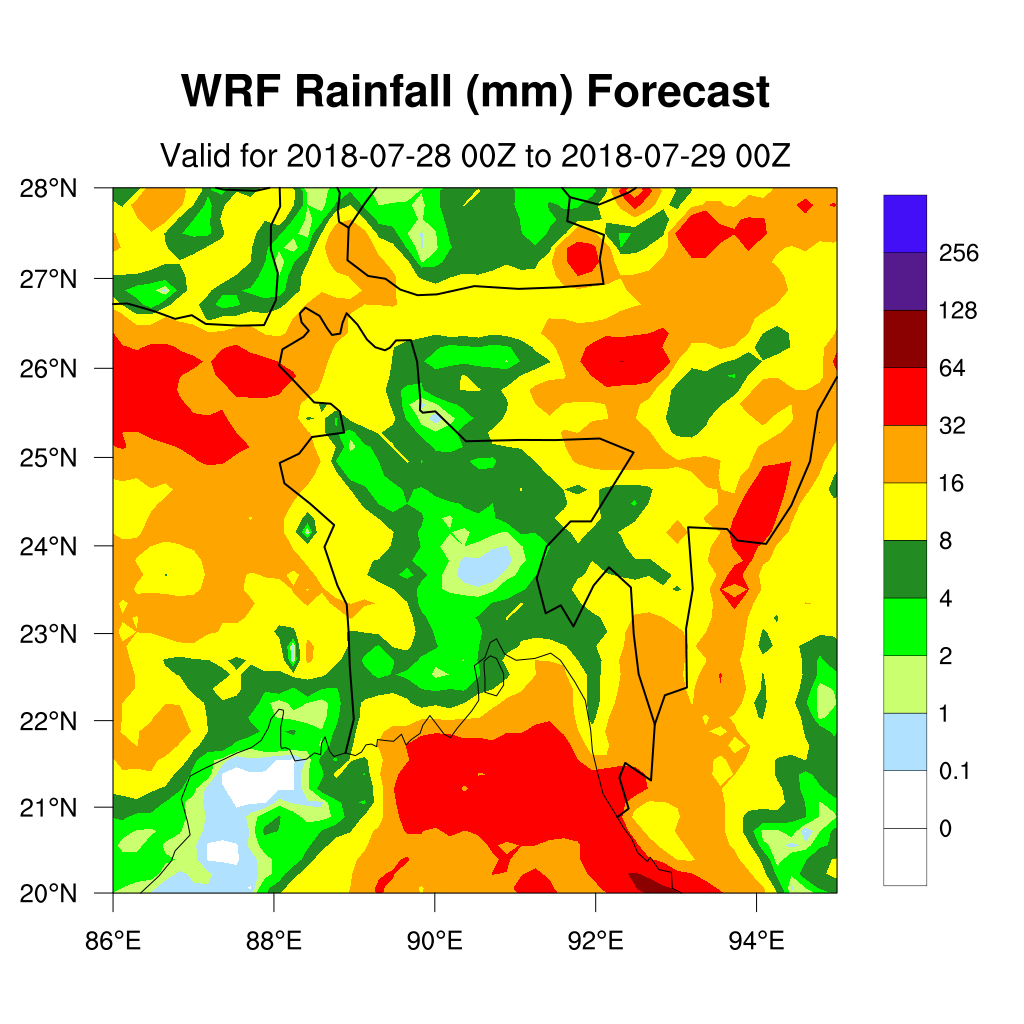 WRF Rainfall (mm) Forecast
Valid for 2018-07-28 00Z to 2018-07-29 00Z
28°N
27°N
26°N
25°N
24°N
23°N
22°N
21°N
20°N
86°E 88°E 90°E 92°E 94°E
256
128
64
32
16
8
4
2
1
0.1
0